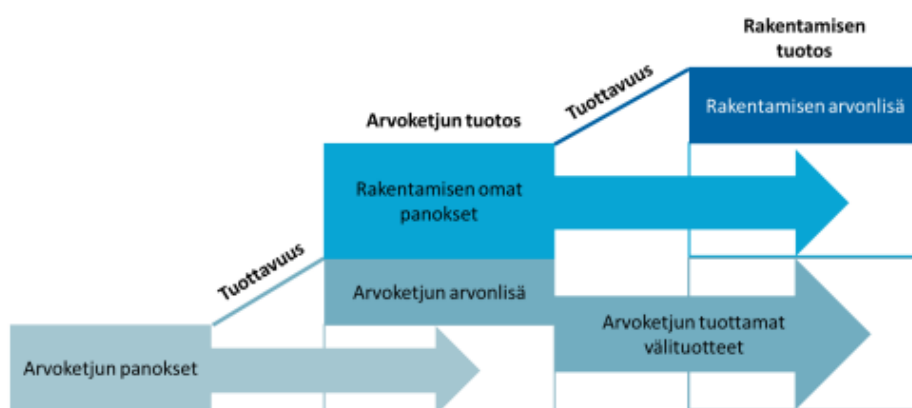 Rakentamisen
tuotos
Tuottavuus
Rakentamisen arvonlisä
Arvoketjun tuotos
Rakentamisen omat
panokset
Tuottavuus
Arvoketjun arvonlisä
Arvoketjun tuottamat
välituotteet
Arvoketjun panokset